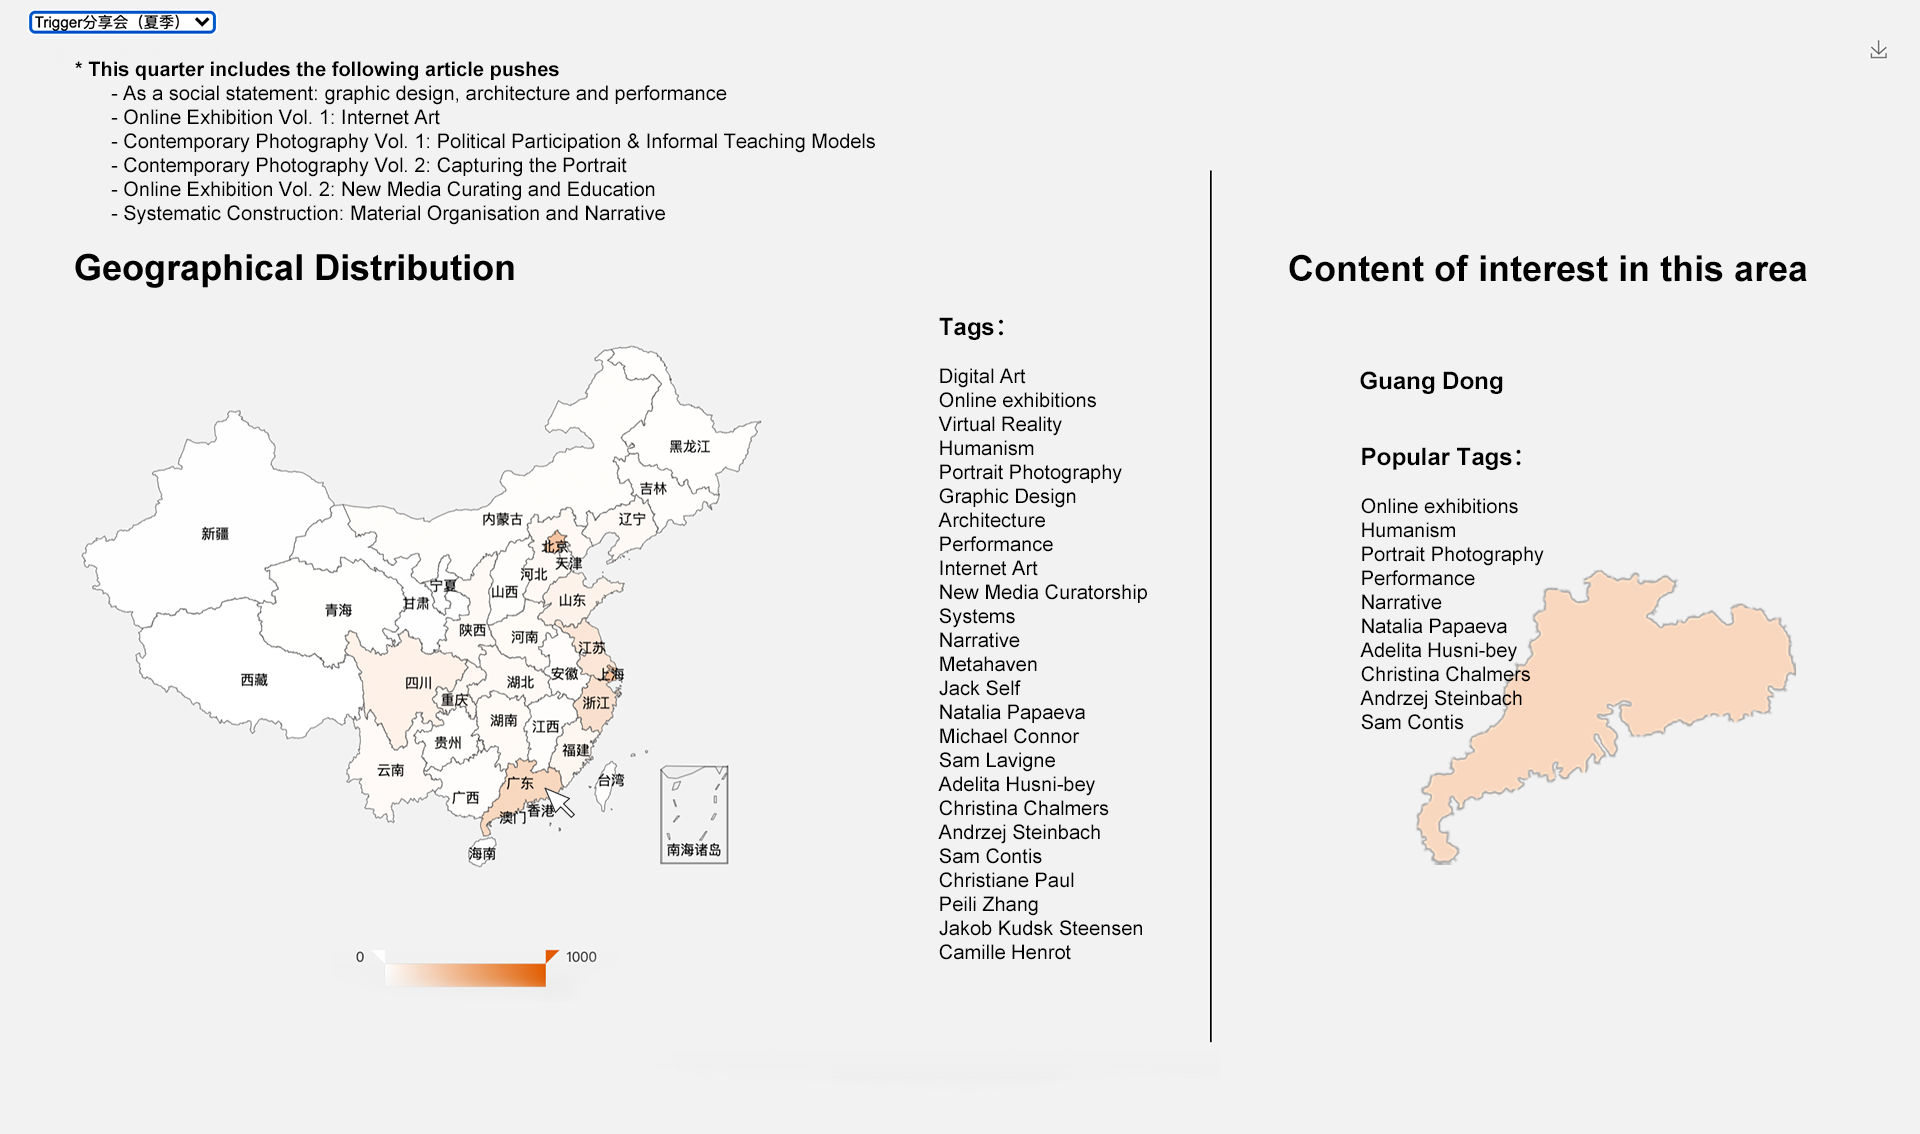 Trigger分享会（夏季）
* This quarter includes the following article pushes
- As a social statement: graphic design, architecture and performance
- Online Exhibition Vol. 1: Internet Art
- Contemporary Photography Vol. 1: Political Participation & Informal Teaching Models
- Contemporary Photography Vol. 2: Capturing the Portrait
- Online Exhibition Vol. 2: New Media Curating and Education
- Systematic Construction: Material Organisation and Narrative
Geographical Distribution
黑龙江
吉林
内蒙古
辽宁
新疆
北京
天津
河北
宁夏
山西
甘肃
青海
山东
陕西
河南
江苏
西藏
四川
湖北
安徽
上海
重庆
浙江
湖南
江西
贵州
福建
云南
广东
台湾
广西
香港
澳门
海南
南海诸岛
0
1000
Tags：
Digital Art
Online exhibitions
Virtual Reality
Humanism
Portrait Photography
Graphic Design
Architecture
Performance
Internet Art
New Media Curatorship
Systems
Narrative
Metahaven
Jack Self
Natalia Papaeva
Michael Connor
Sam Lavigne
Adelita Husni-bey
Christina Chalmers
Andrzej Steinbach
Sam Contis
Christiane Paul
Peili Zhang
Jakob Kudsk Steensen
Camille Henrot
Content of interest in this area
Guang Dong
Popular Tags：
Online exhibitions
Humanism
Portrait Photography
Performance
Narrative
Natalia Papaeva
Adelita Husni-bey
Christina Chalmers
Andrzej Steinbach
Sam Contis